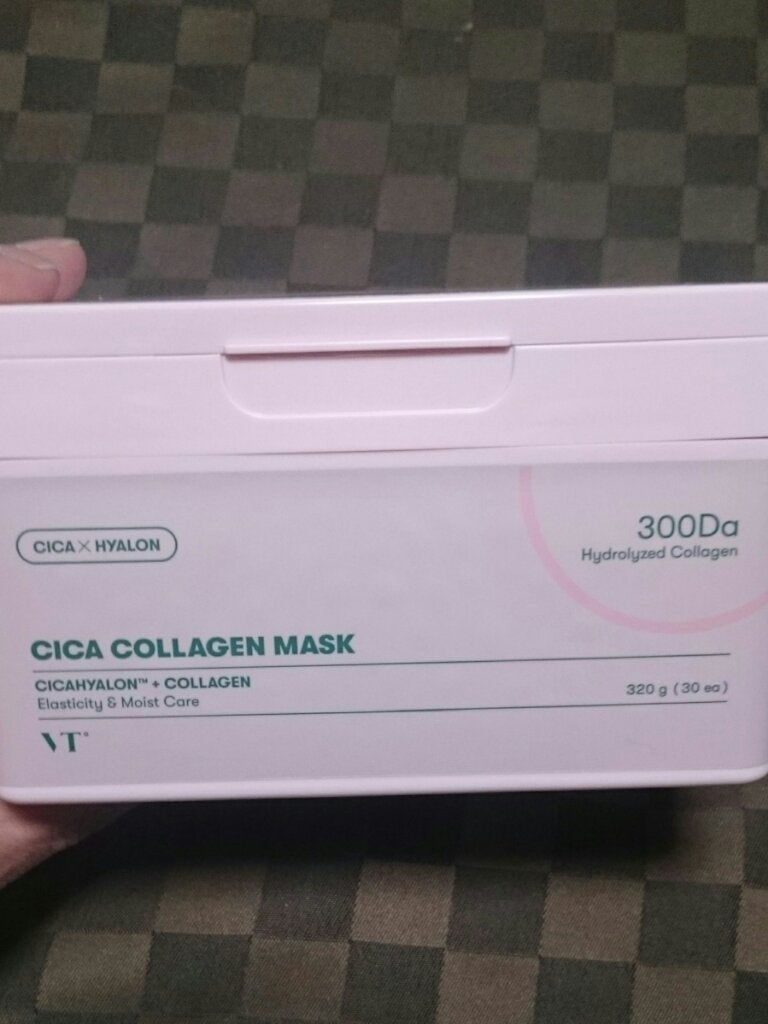 CICA × HYALON
300Da
Hydrolyzed Collagen
CICA COLLAGEN MASK
CICAHYALON™ + COLLAGEN
Elasticity & Moist Care
320 g (30 ea)
VT°